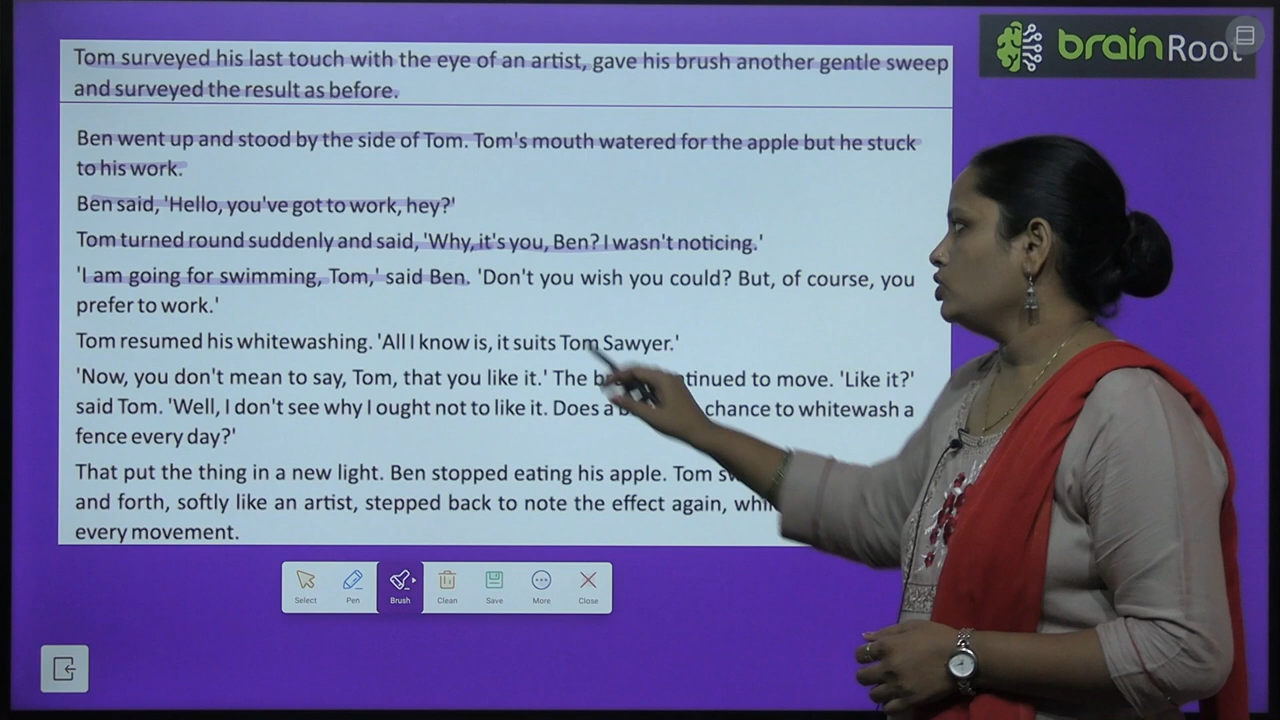 brainRoot
Tom surveyed his last touch with the eye of an artist, gave his brush another gentle sweep
and surveyed the result as before.
Ben went up and stood by the side of Tom. Tom's mouth watered for the apple but he stuck
to his work.
Ben said, 'Hello, you've got to work, hey?'
Tom turned round suddenly and said, 'Why, it's you, Ben? I wasn't noticing.'
'I am going for swimming, Tom,' said Ben. 'Don't you wish you could? But, of course, you
prefer to work.'
Tom resumed his whitewashing. 'All I know is, it suits Tom Sawyer.'
'Now, you don't mean to say, Tom, that you like it.' The to move. 'Like it?'
said Tom. 'Well, I don't see why I ought not to like it. Does a chance to whitewash a
fence every day?'
That put the thing in a new light. Ben stopped eating his apple. Tom
and forth, softly like an artist, stepped back to note the effect again,
every movement.
Select Pen Brush Clean Save More Close